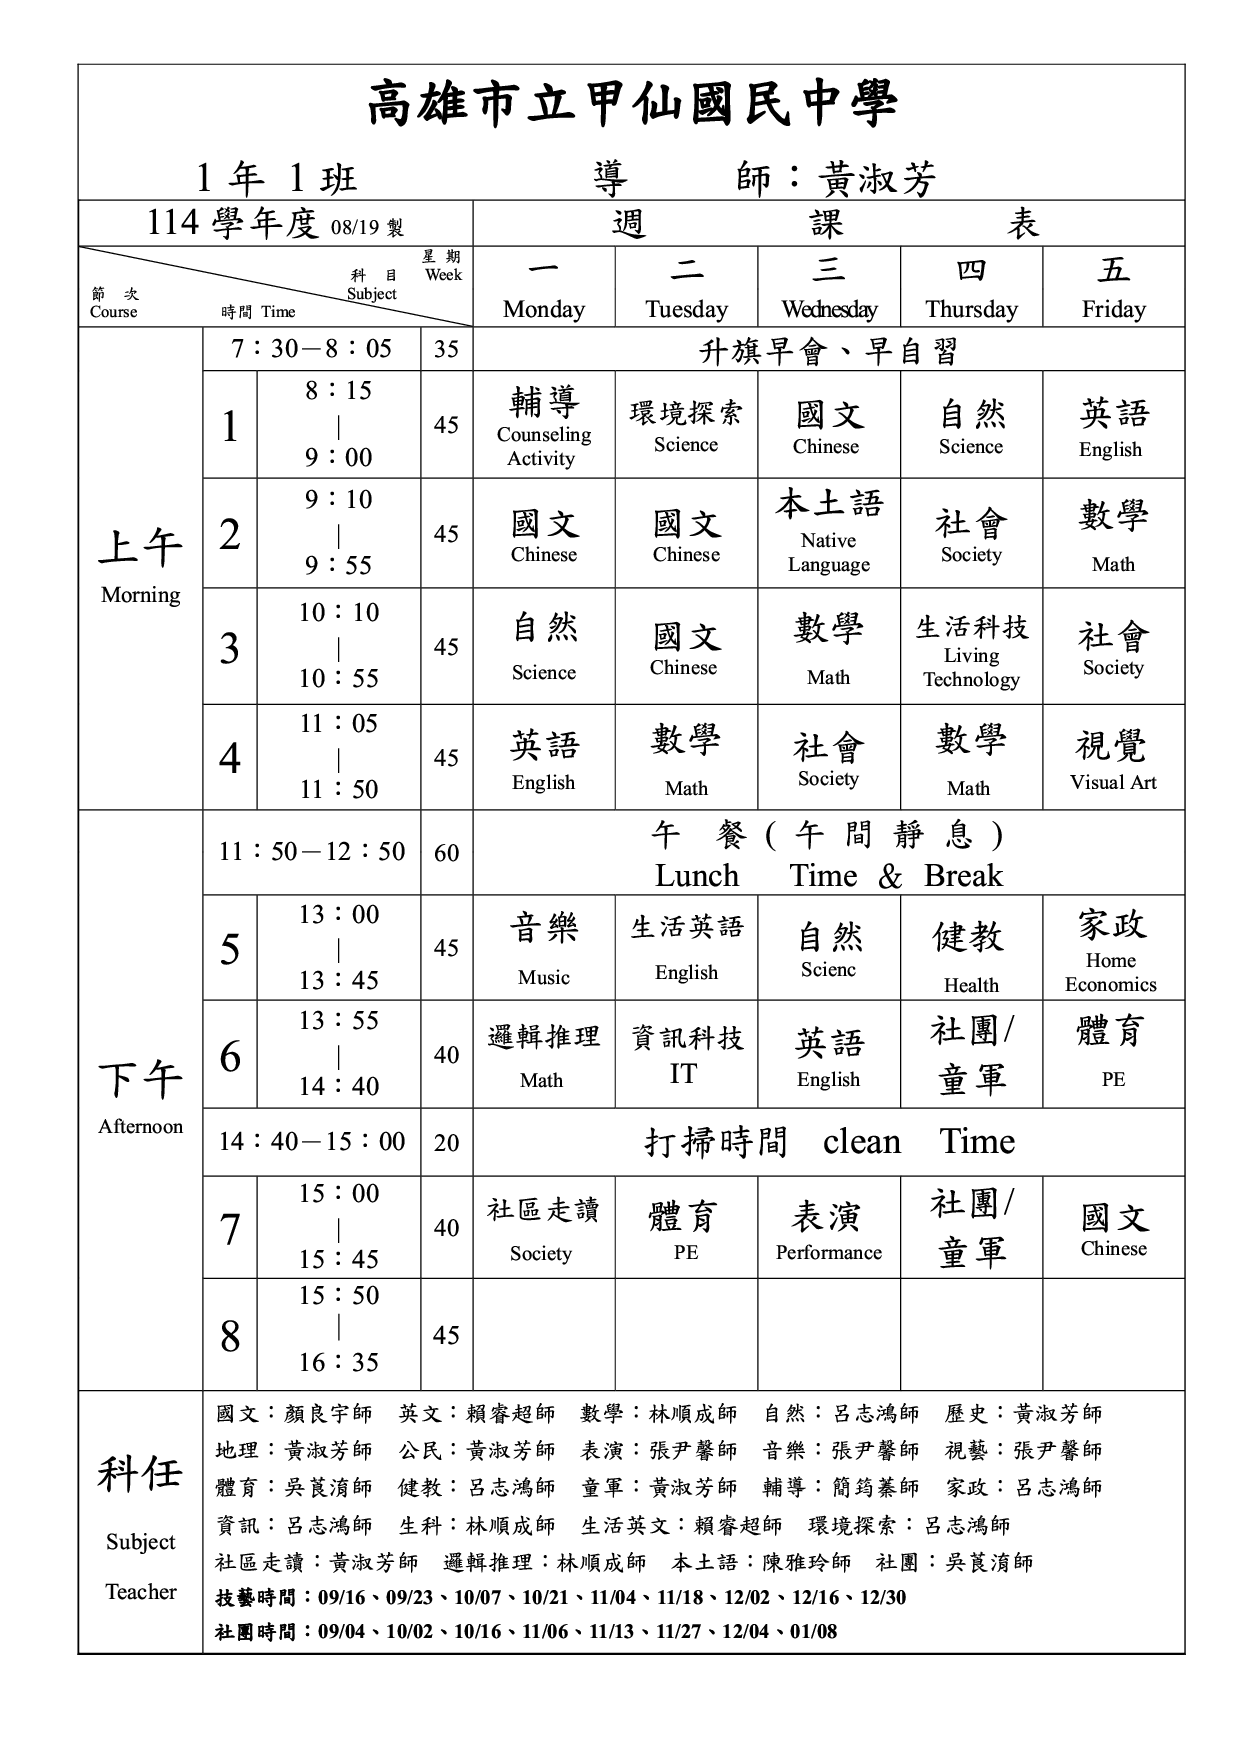 高雄市立甲仙國民中學
1 年 1 班 導 師：黃淑芳
114 學年度 08/19 製 週 課 表
星 期 Week
科 目 Subject
節 次 Course
時間 Time
一 二 三 四 五
Monday Tuesday Wednesday Thursday Friday
上午 Morning
7：30－8：05 35 升旗早會、早自習
1 8：15 | 9：00 45
輔導 Counseling Activity
環境探索 Science
國文 Chinese
自然 Science
英語 English
2 9：10 | 9：55 45
國文 Chinese
國文 Chinese
本土語 Native Language
社會 Society
數學 Math
3 10：10 | 10：55 45
自然 Science
國文 Chinese
數學 Math
生活科技 Living Technology
社會 Society
4 11：05 | 11：50 45
英語 English
數學 Math
社會 Society
數學 Math
視覺 Visual Art
下午 Afternoon
11：50－12：50 60 午 餐(午間靜息)
Lunch Time & Break
5 13：00 | 13：45 45
音樂 Music
生活英語 English
自然 Scienc
健教 Health
家政 Home Economics
6 13：55 | 14：40 40
邏輯推理 Math
資訊科技 IT
英語 English
社團/童軍
體育 PE
14：40－15：00 20 打掃時間 clean Time
7 15：00 | 15：45 40
社區走讀 Society
體育 PE
表演 Performance
社團/童軍
國文 Chinese
8 15：50 | 16：35 45
科任 Subject Teacher
國文：顏良宇師 英文：賴睿超師 數學：林順成師 自然：呂志鴻師 歷史：黃淑芳師
地理：黃淑芳師 公民：黃淑芳師 表演：張尹馨師 音樂：張尹馨師 視藝：張尹馨師
體育：吳莨淯師 健教：呂志鴻師 童軍：黃淑芳師 輔導：簡筠蓁師 家政：呂志鴻師
資訊：呂志鴻師 生科：林順成師 生活英文：賴睿超師 環境探索：呂志鴻師
社區走讀：黃淑芳師 邏輯推理：林順成師 本土語：陳雅玲師 社團：吳莨淯師
技藝時間：09/16、09/23、10/07、10/21、11/04、11/18、12/02、12/16、12/30
社團時間：09/04、10/02、10/16、11/06、11/13、11/27、12/04、01/08